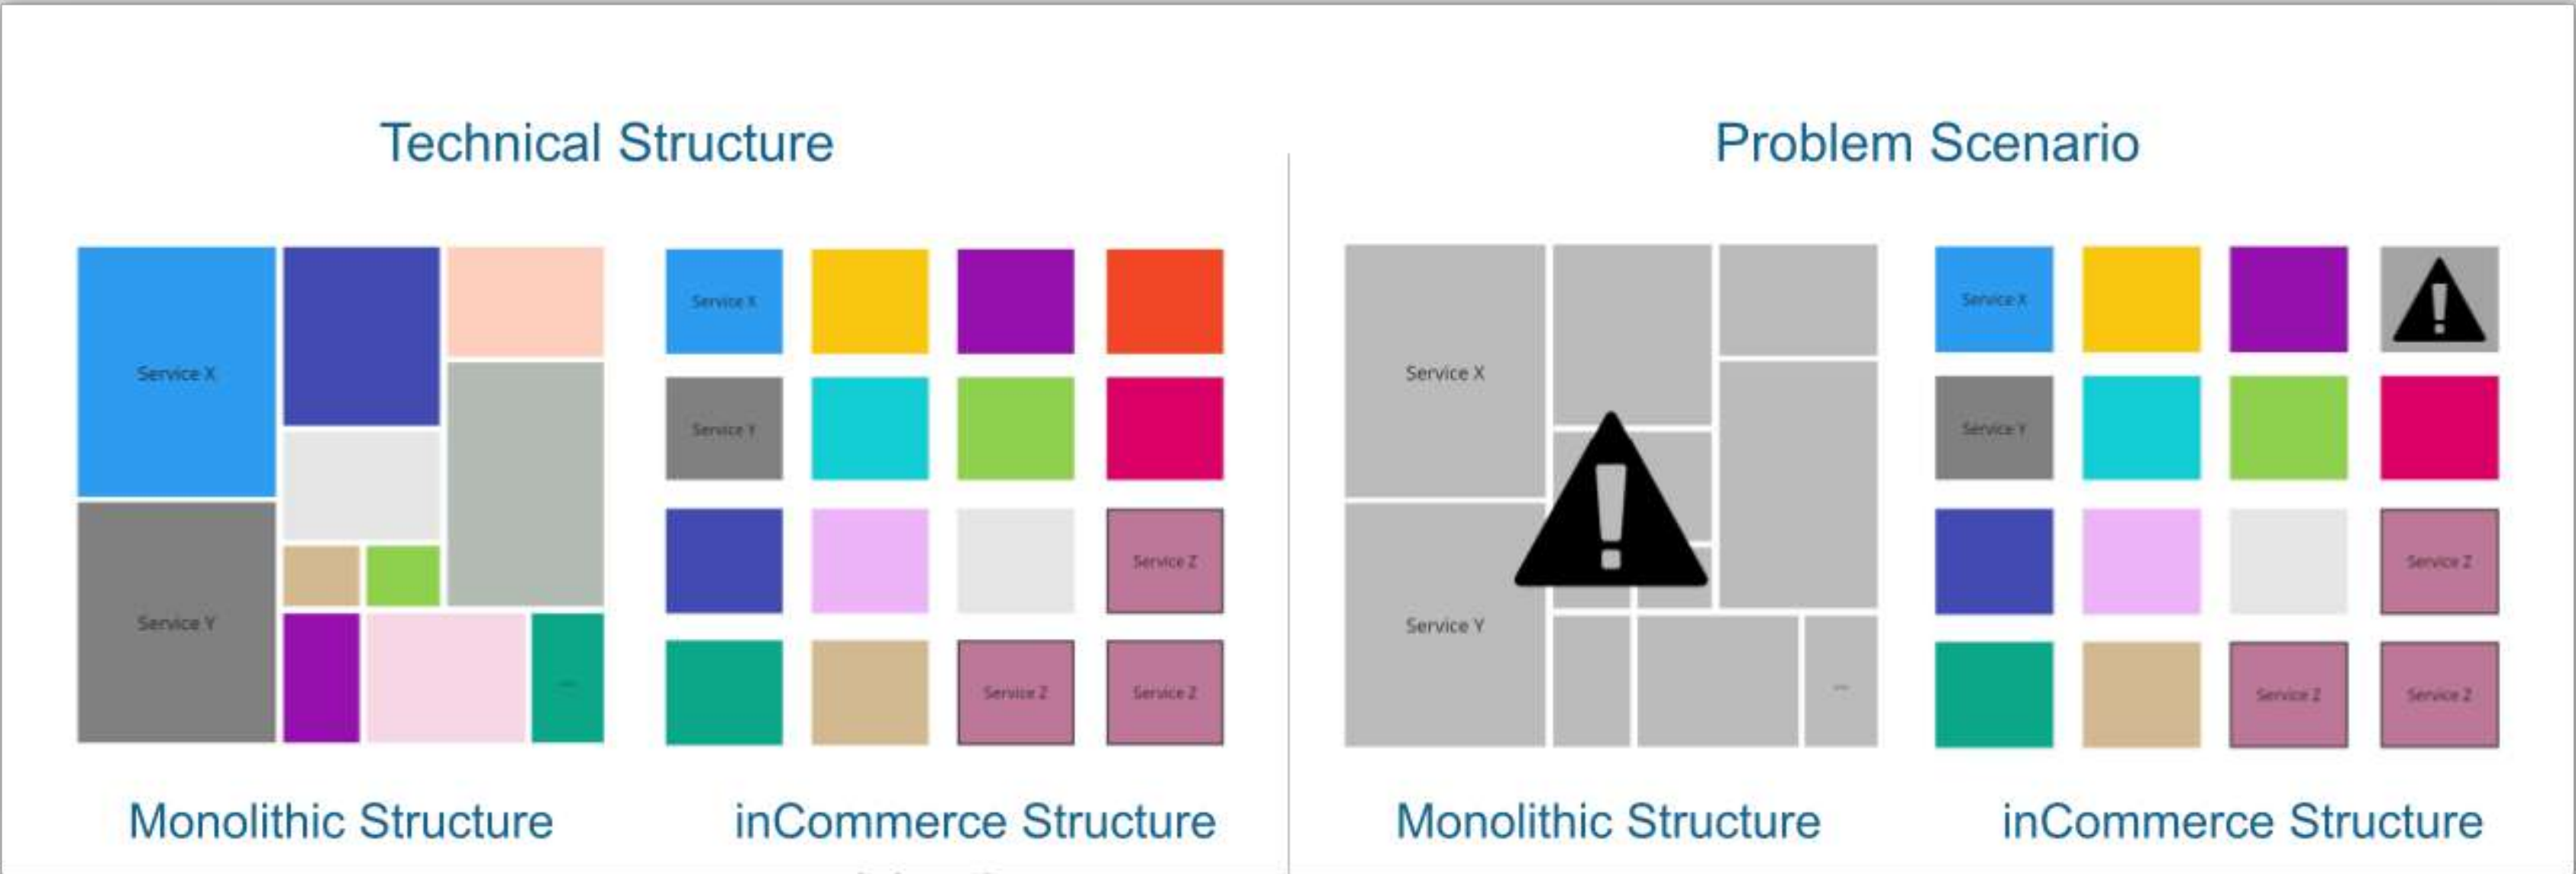 Technical Structure
Service X
Service Y
...
Monolithic Structure
Service X
Service Y
Service Z
Service Z
Service Z
inCommerce Structure
Problem Scenario
Service X
Service Y
...
Monolithic Structure
Service X
Service Y
Service Z
Service Z
Service Z
inCommerce Structure